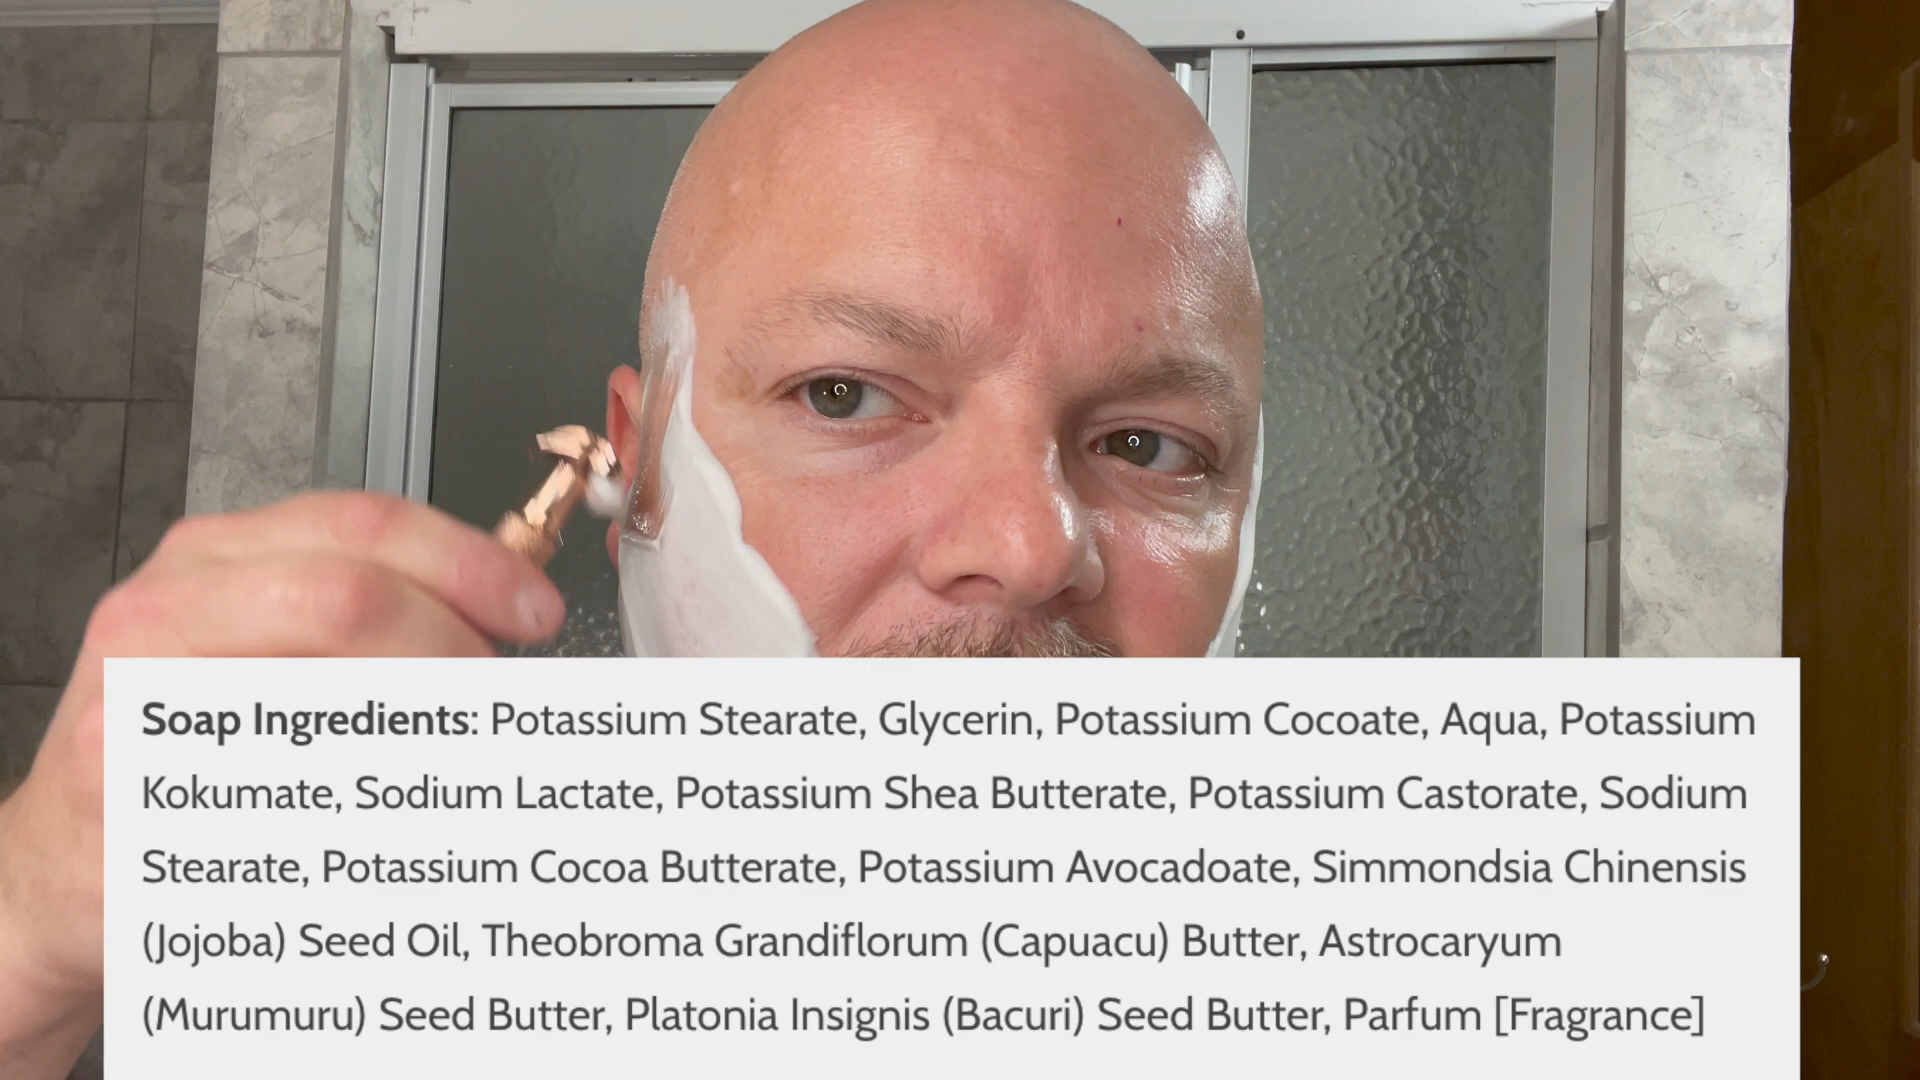 Soap Ingredients: Potassium Stearate, Glycerin, Potassium Cocoate, Aqua, Potassium
Kokumate, Sodium Lactate, Potassium Shea Butterate, Potassium Castorate, Sodium
Stearate, Potassium Cocoa Butterate, Potassium Avocadoate, Simmondsia Chinensis
(Jojoba) Seed Oil, Theobroma Grandiflorum (Capuacu) Butter, Astrocaryum
(Murumuru) Seed Butter, Platonia Insignis (Bacuri) Seed Butter, Parfum [Fragrance]